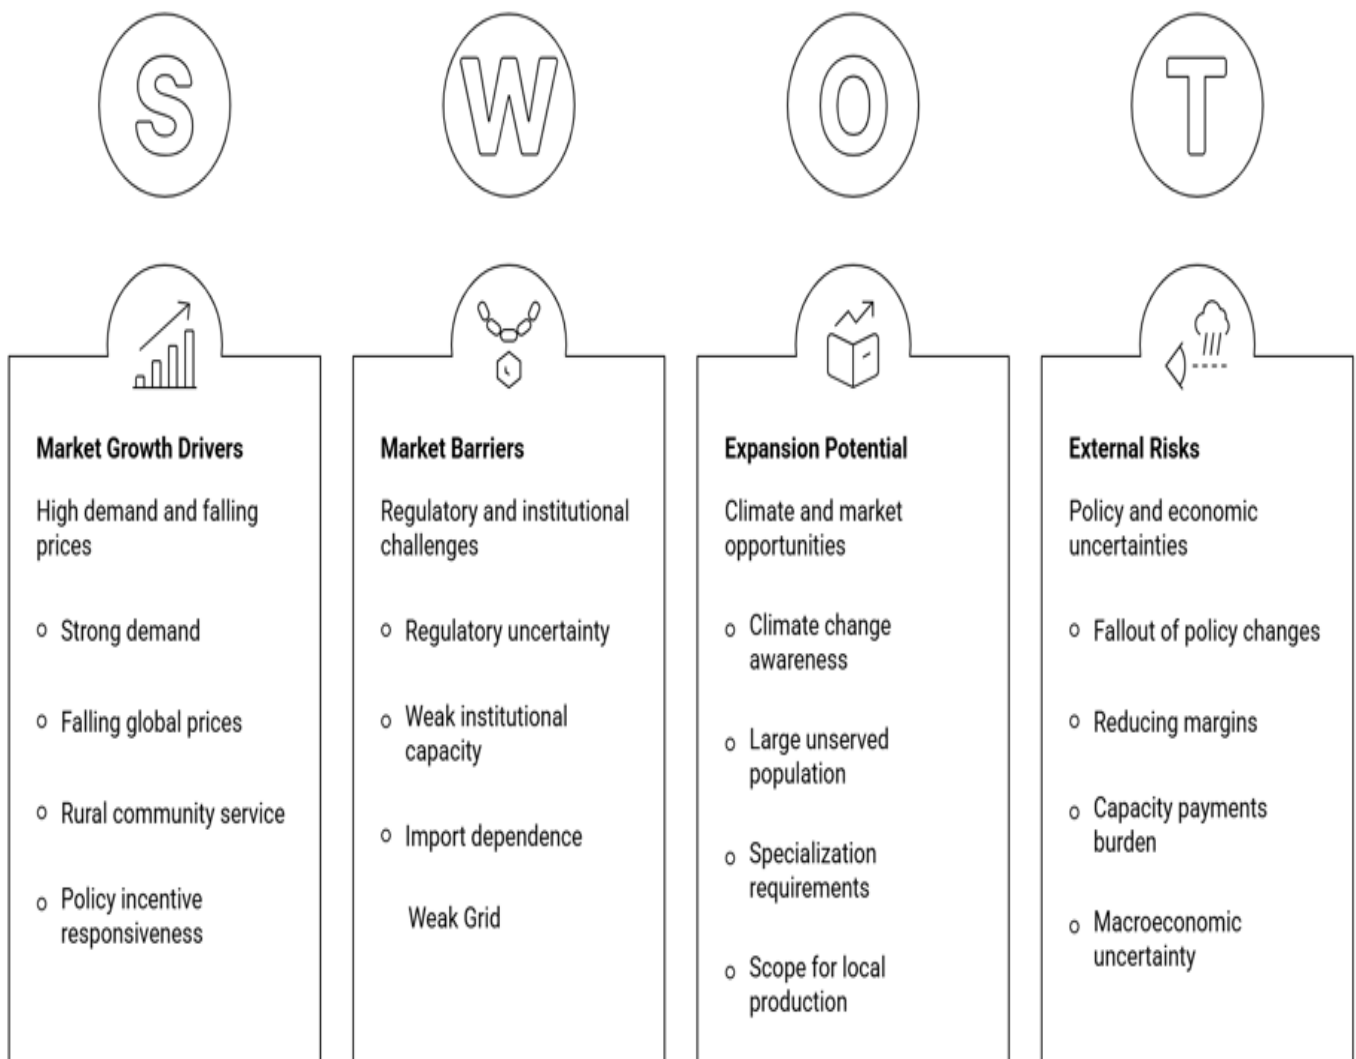 S
W
O
T
Market Growth Drivers
High demand and falling
prices
Strong demand
Falling global prices
Rural community service
Policy incentive
responsiveness
Market Barriers
Regulatory and institutional
challenges
Regulatory uncertainty
Weak institutional
capacity
Import dependence
Weak Grid
Expansion Potential
Climate and market
opportunities
Climate change
awareness
Large unserved
population
Specialization
requirements
Scope for local
production
External Risks
Policy and economic
uncertainties
Fallout of policy changes
Reducing margins
Capacity payments
burden
Macroeconomic
uncertainty